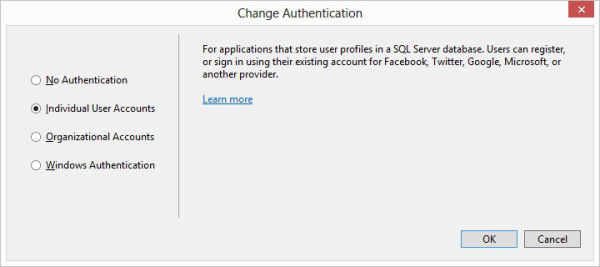 Change Authentication
For applications that store user profiles in a SQL Server database. Users can register,
or sign in using their existing account for Facebook, Twitter, Google, Microsoft, or
another provider.
Learn more
No Authentication
Individual User Accounts
Organizational Accounts
Windows Authentication
OK
Cancel